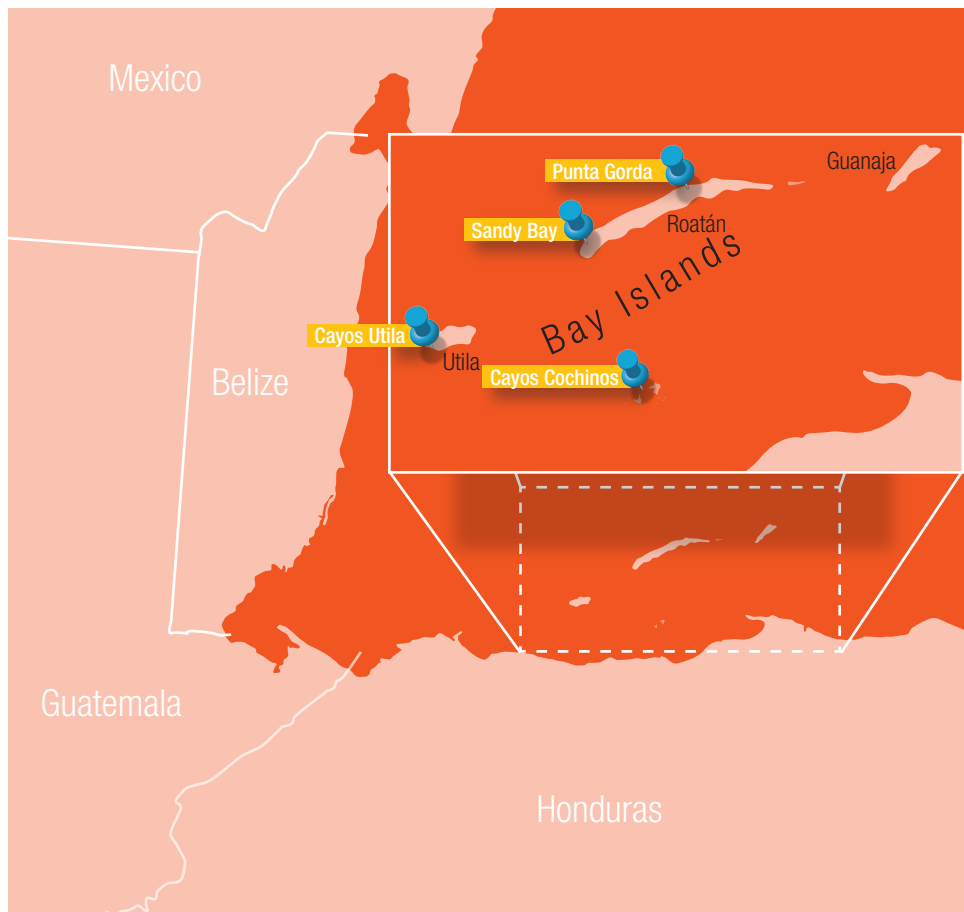 Mexico
Guanaja
Punta Gorda
Roatán
Sandy Bay
Bay Islands
Cayos Utila
Utila
Belize
Cayos Cochinos
Guatemala
Honduras